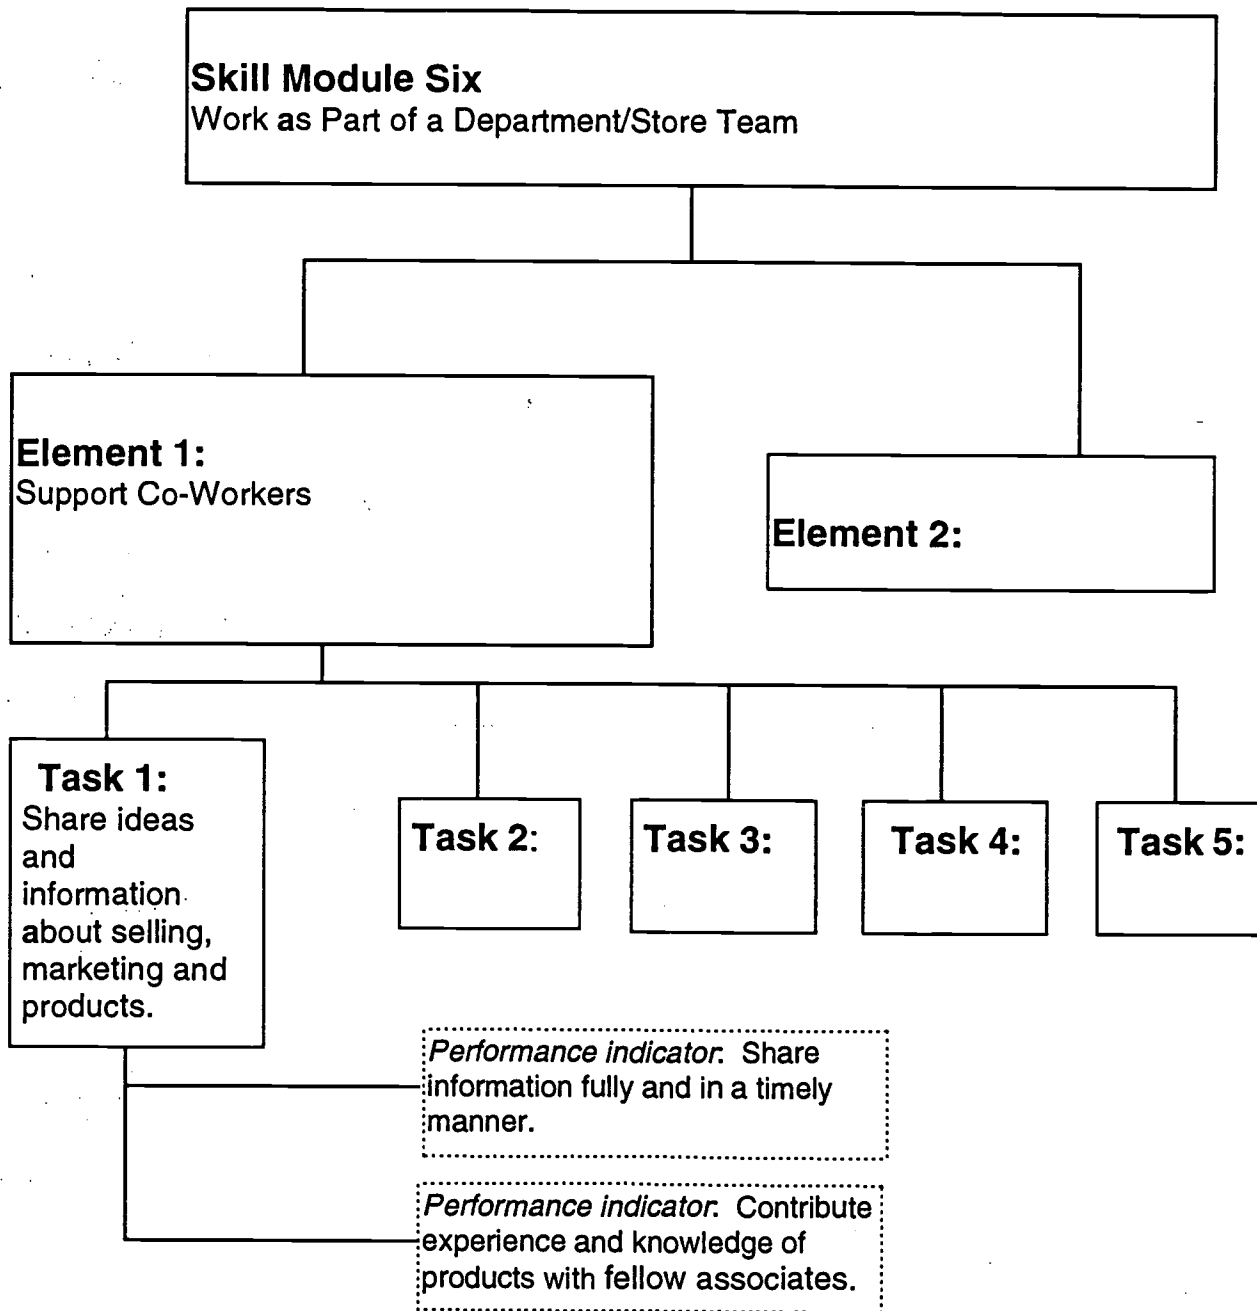 Skill Module Six
Work as Part of a Department/Store Team
Element 1:
Support Co-Workers
Element 2:
Task 1:
Share ideas
and
information
about selling,
marketing and
products.
Task 2:
Task 3:
Task 4:
Task 5:
Performance indicator: Share
information fully and in a timely
manner.
Performance indicator: Contribute
experience and knowledge of
products with fellow associates.